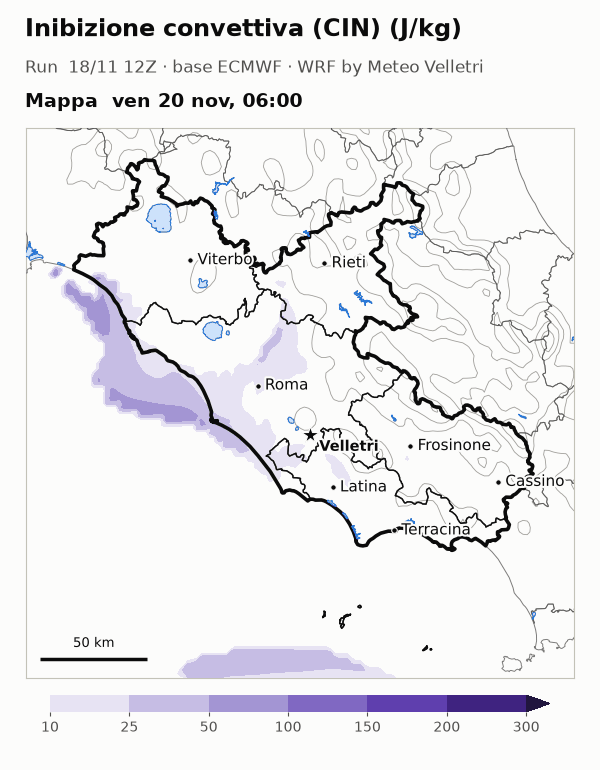 Inibizione convettiva (CIN) (J/kg)
Run 18/11 12Z · base ECMWF · WRF by Meteo Velletri
Mappa ven 20 nov, 06:00
Viterbo
Rieti
Roma
Velletri
Frosinone
Latina
Cassino
Terracina
50 km
10 25 50 100 150 200 300